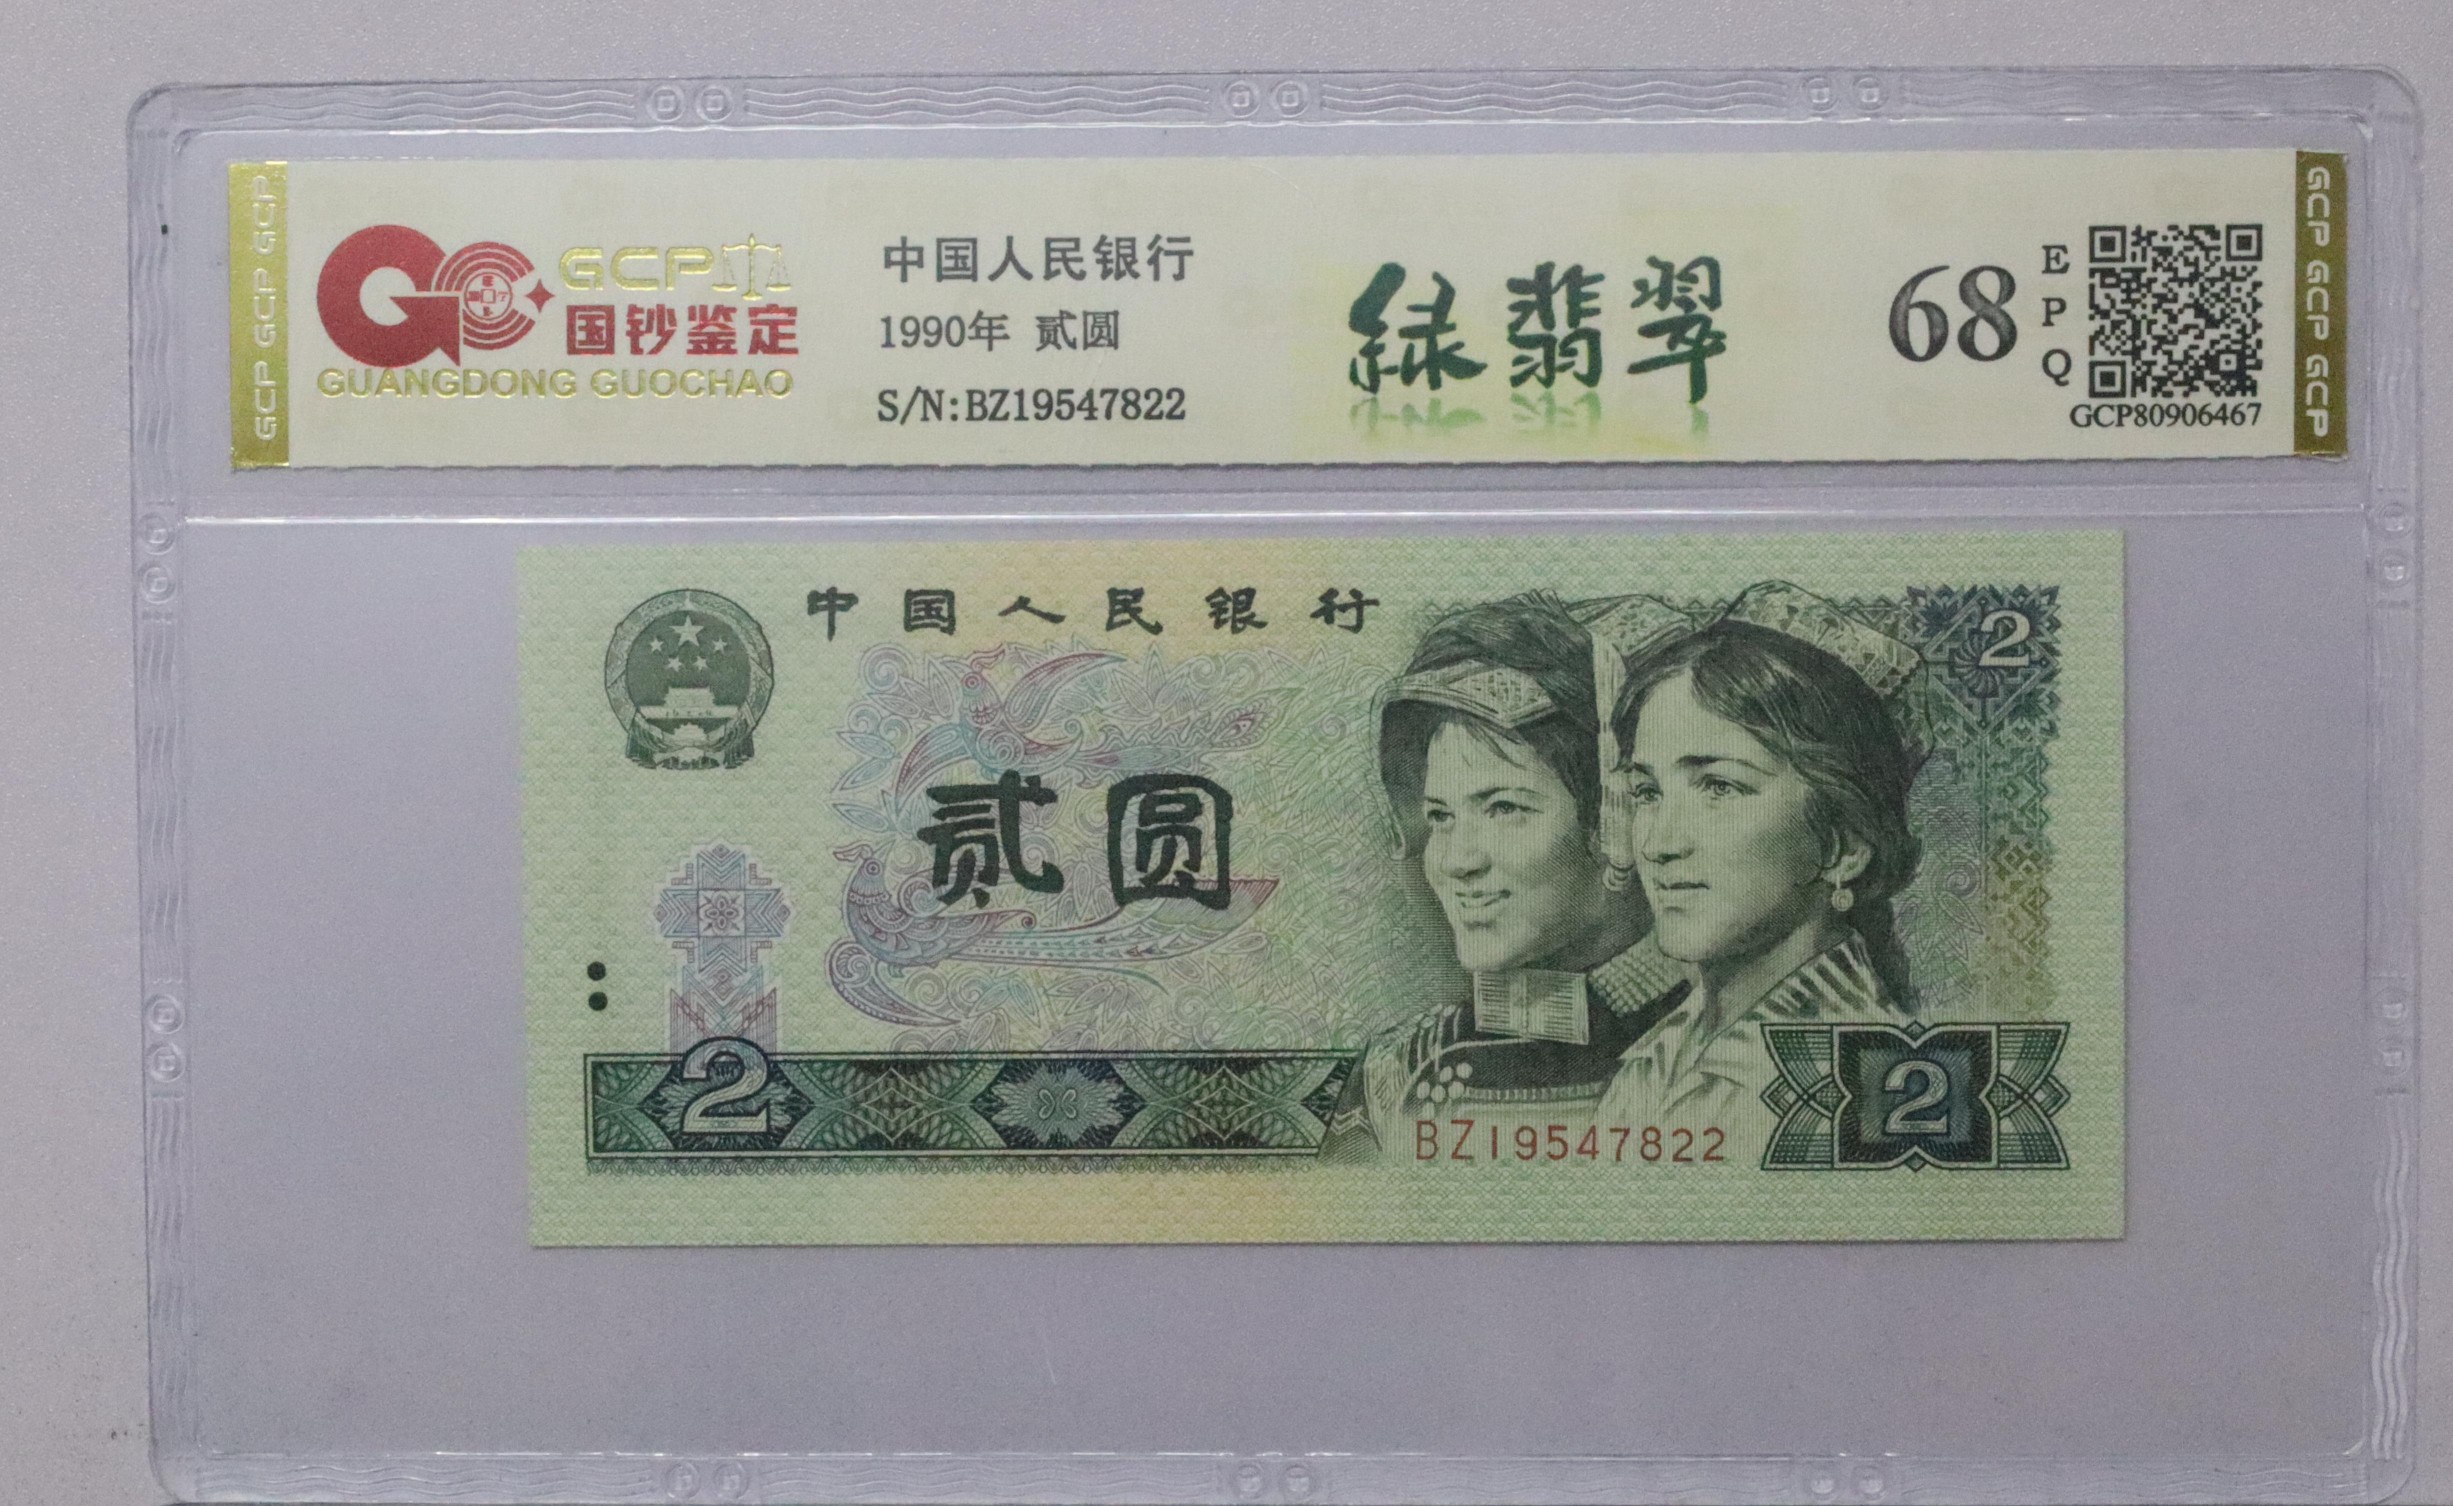 GCP GCP GCP
GCP
国钞鉴定
GUANGDONG GUOCHAO
中国人民银行
1990年 贰圆
S/N:BZ19547822
绿翡翠
68
EPQ
GCP80906467
GCP GCP GCP
中国人民银行
2
贰圆
2
2
BZ19547822